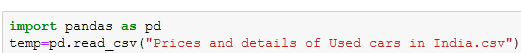 import pandas as pd
temp=pd.read_csv("Prices and details of Used cars in India.csv")